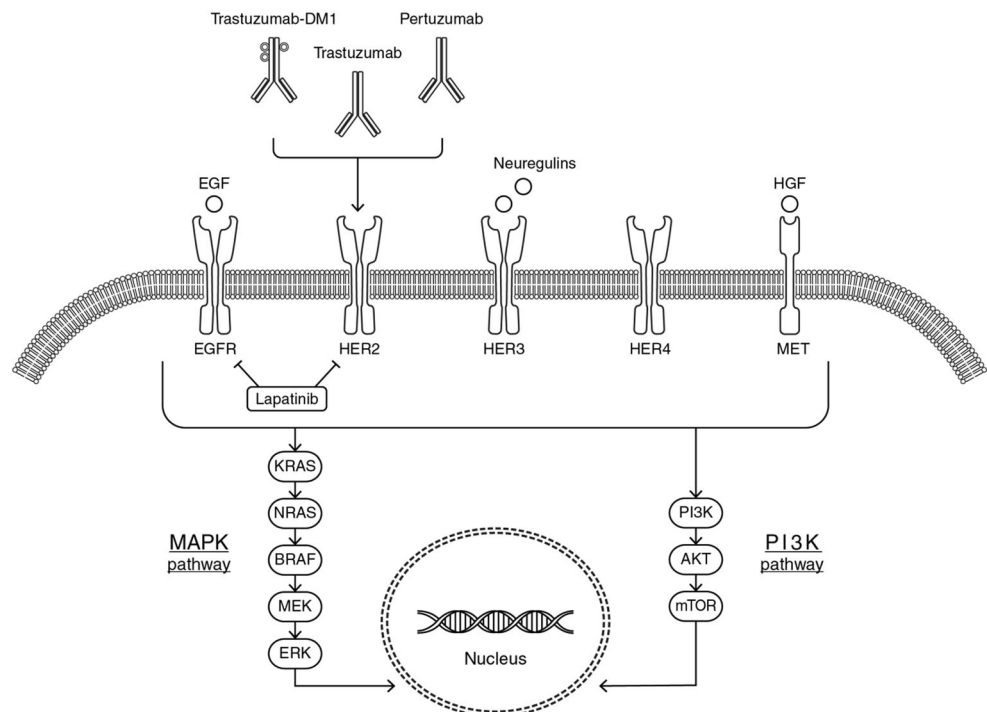 Trastuzumab-DM1
Pertuzumab
Trastuzumab
Neuregulins
EGF
HGF
EGFR
HER2
HER3
HER4
MET
Lapatinib
KRAS
NRAS
PI3K
MAPK
pathway
BRAF
AKT
PI3K
pathway
MEK
mTOR
ERK
Nucleus